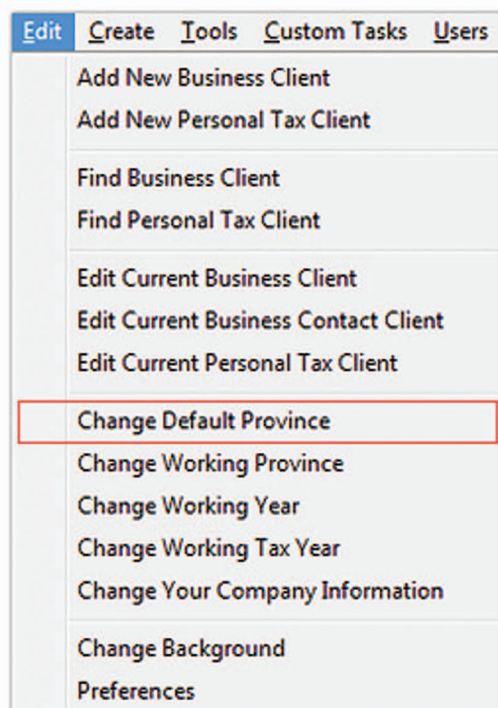 Edit Create Tools Custom Tasks Users
Add New Business Client
Add New Personal Tax Client
Find Business Client
Find Personal Tax Client
Edit Current Business Client
Edit Current Business Contact Client
Edit Current Personal Tax Client
Change Default Province
Change Working Province
Change Working Year
Change Working Tax Year
Change Your Company Information
Change Background
Preferences